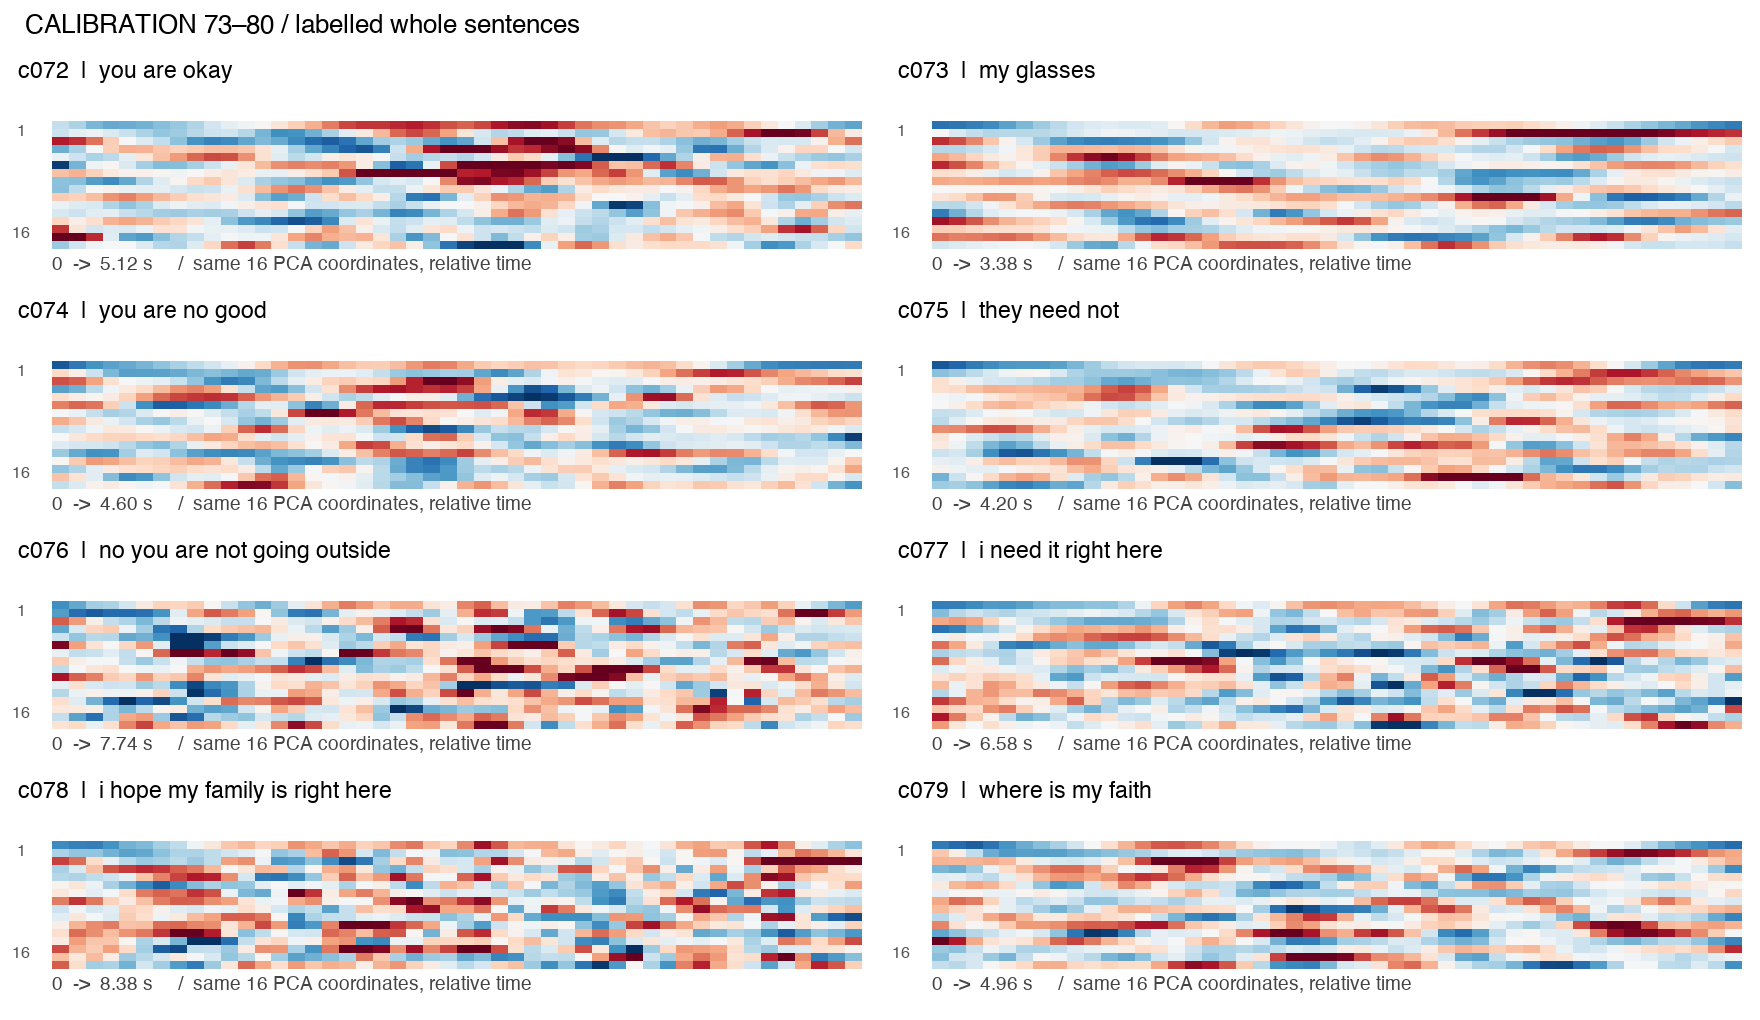 CALIBRATION 73–80 / labelled whole sentences
c072 | you are okay
1
16
0 -> 5.12 s / same 16 PCA coordinates, relative time
c073 | my glasses
1
16
0 -> 3.38 s / same 16 PCA coordinates, relative time
c074 | you are no good
1
16
0 -> 4.60 s / same 16 PCA coordinates, relative time
c075 | they need not
1
16
0 -> 4.20 s / same 16 PCA coordinates, relative time
c076 | no you are not going outside
1
16
0 -> 7.74 s / same 16 PCA coordinates, relative time
c077 | i need it right here
1
16
0 -> 6.58 s / same 16 PCA coordinates, relative time
c078 | i hope my family is right here
1
16
0 -> 8.38 s / same 16 PCA coordinates, relative time
c079 | where is my faith
1
16
0 -> 4.96 s / same 16 PCA coordinates, relative time